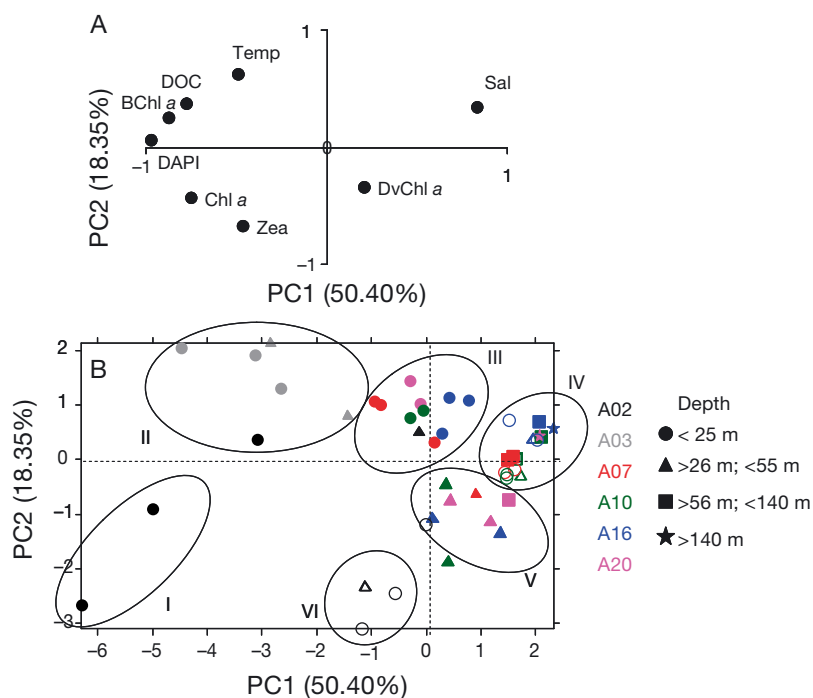 A
1
Temp
DOC
Sal
BChl a
PC2 (18.35%)
0
−1
DAPI
1
DvChl a
Chl a
Zea
−1
PC1 (50.40%)
B
2
1
0
−1
−2
−3
PC2 (18.35%)
III
IV
II
I
VI
V
−6
−5
−4
−3
−2
−1
0
1
2
PC1 (50.40%)
A02
A03
A07
A10
A16
A20
Depth
< 25 m
>26 m; <55 m
>56 m; <140 m
>140 m